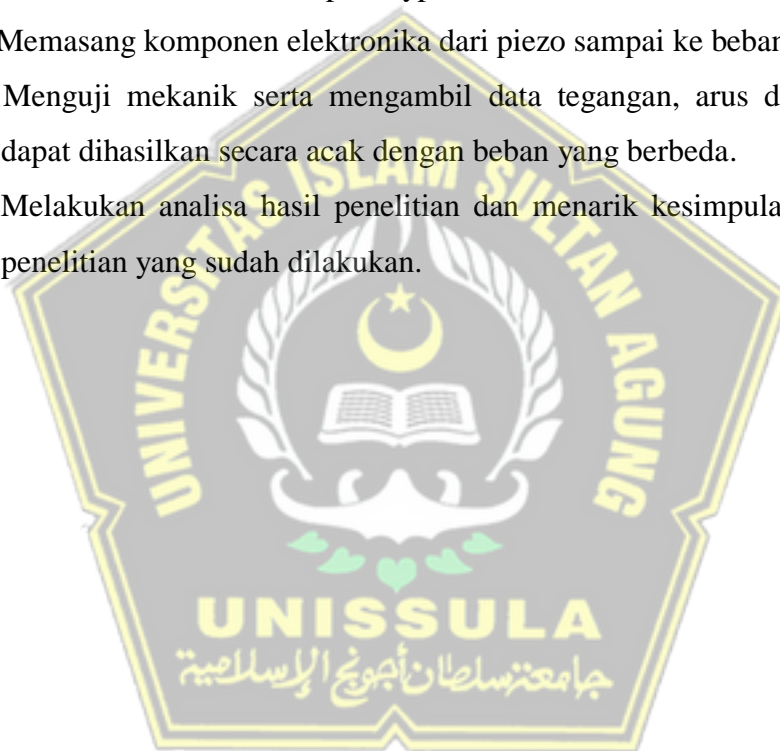 Memasang komponen elektronika dari piezo sampai ke beban
Menguji mekanik serta mengambil data tegangan, arus d
dapat dihasilkan secara acak dengan beban yang berbeda.
Melakukan analisa hasil penelitian dan menarik kesimpula
penelitian yang sudah dilakukan.
UNIVERSITAS ISLAM SULTAN AGUNG
UNISSULA
جامعة سلطان أجونج الإسلامية